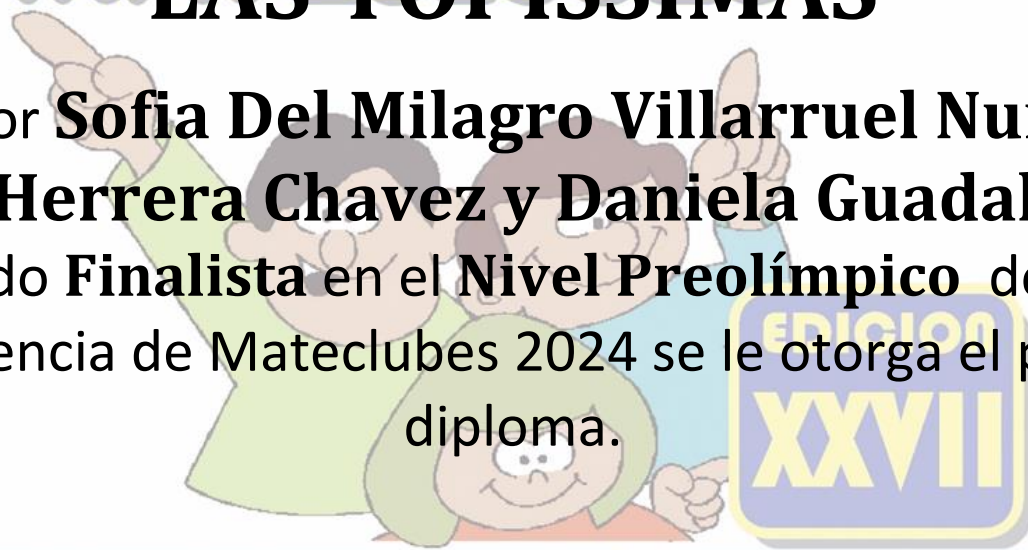 LAS TOPISSIMAS
or Sofia Del Milagro Villarruel Nu
Herrera Chavez y Daniela Guadal
do Finalista en el Nivel Preolímpico de
encia de Mateclubes 2024 se le otorga el p
diploma.
EDICION
XXVII